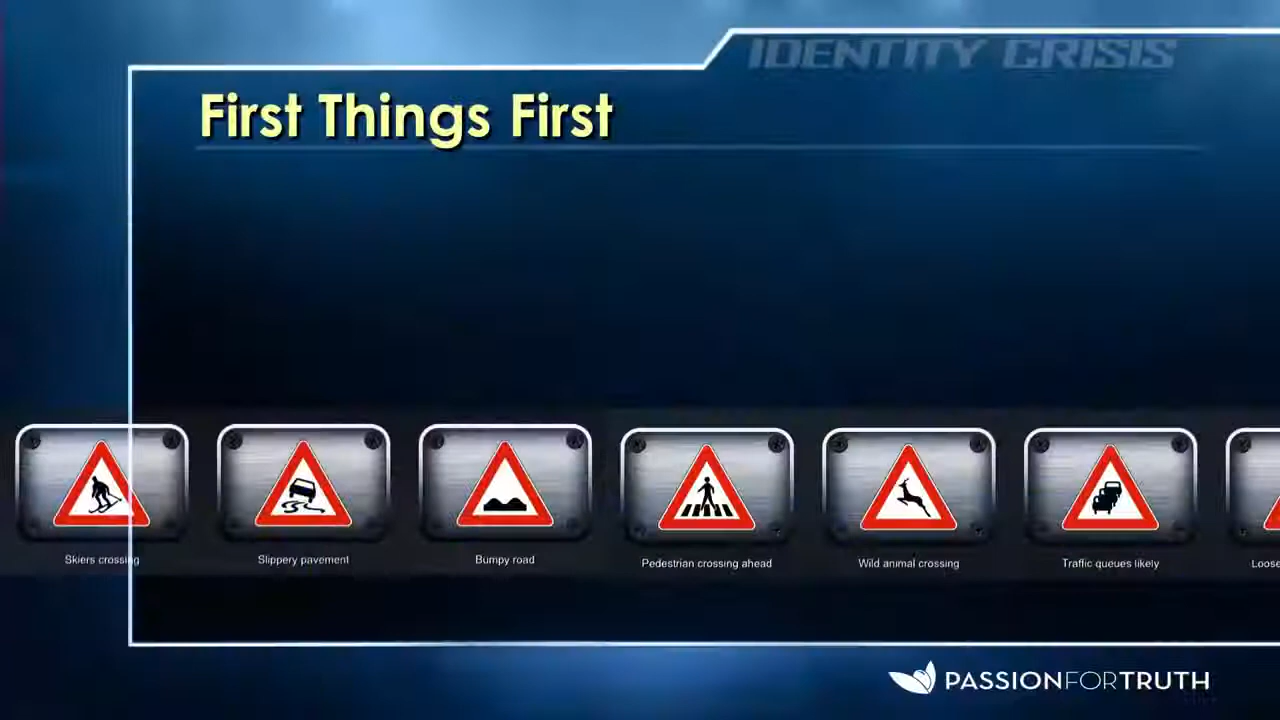 IDENTITY CRISIS
First Things First
Skiers crossing
Slippery pavement
Bumpy road
Pedestrian crossing ahead
Wild animal crossing
Traffic queues likely
Loose
PASSIONFORTRUTH